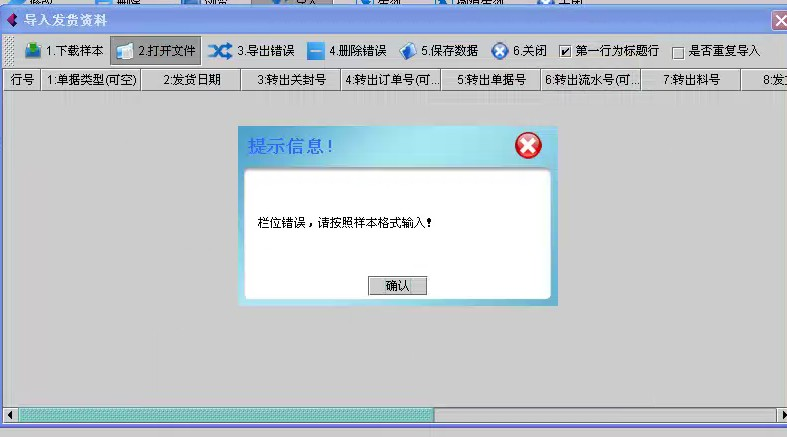 导入发货资料
1.下载样本 2.打开文件 3.导出错误 4.删除错误 5.保存数据 6.关闭 第一行为标题行 是否重复导入
行号 1:单据类型(可空) 2:发货日期 3:转出关封号 4:转出订单号(可... 5:转出单据号 6:转出流水号(可... 7:转出料号
提示信息!
栏位错误，请按照样本格式输入！
确认